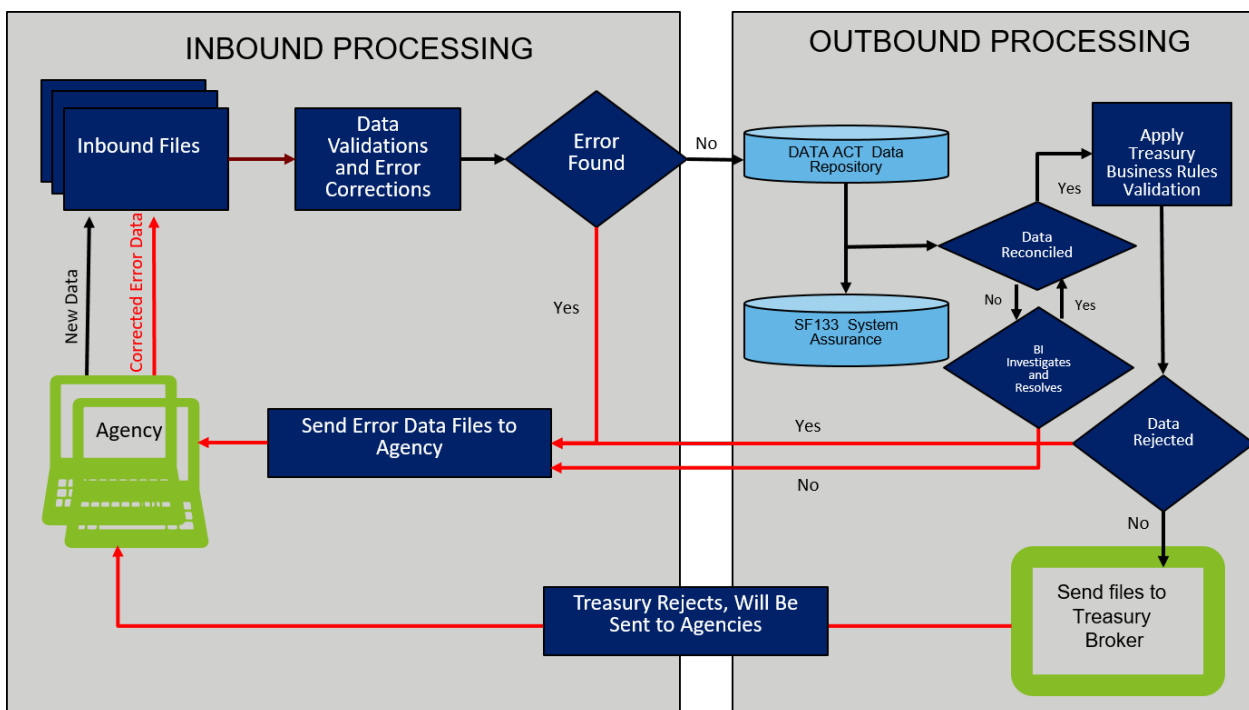 INBOUND PROCESSING
Inbound Files
Data
Validations
and Error
Corrections
Error
Found
No
Yes
New Data
Corrected Error Data
Agency
Send Error Data Files to
Agency
OUTBOUND PROCESSING
DATA ACT Data
Repository
SF133 System
Assurance
Data
Reconciled
Yes
No
Yes
BI
Investigates
and
Resolves
Apply
Treasury
Business Rules
Validation
Data
Rejected
Yes
No
No
Send files to
Treasury
Broker
Treasury Rejects, Will Be
Sent to Agencies